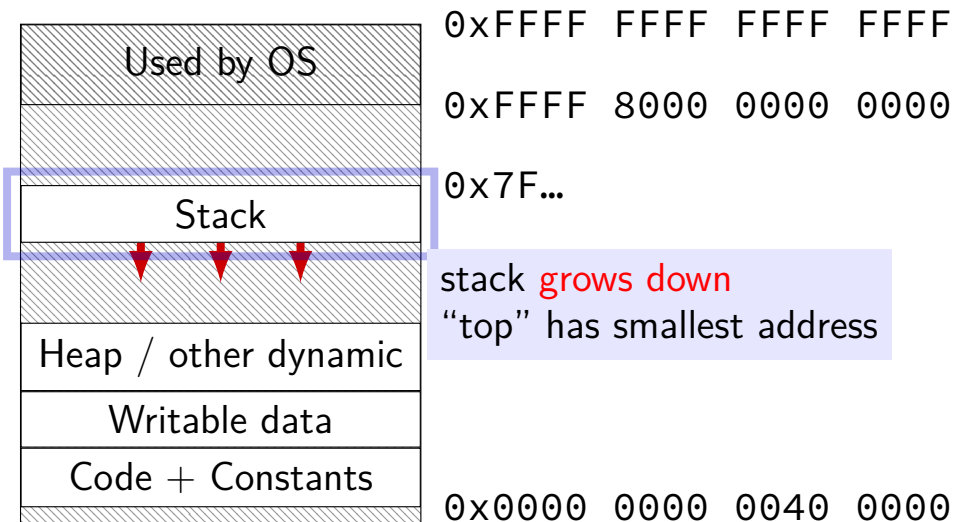 0xFFFF FFFF FFFF FFFF
Used by OS
0xFFFF 8000 0000 0000
0x7F…
Stack
stack grows down
“top” has smallest address
Heap / other dynamic
Writable data
Code + Constants
0x0000 0000 0040 0000